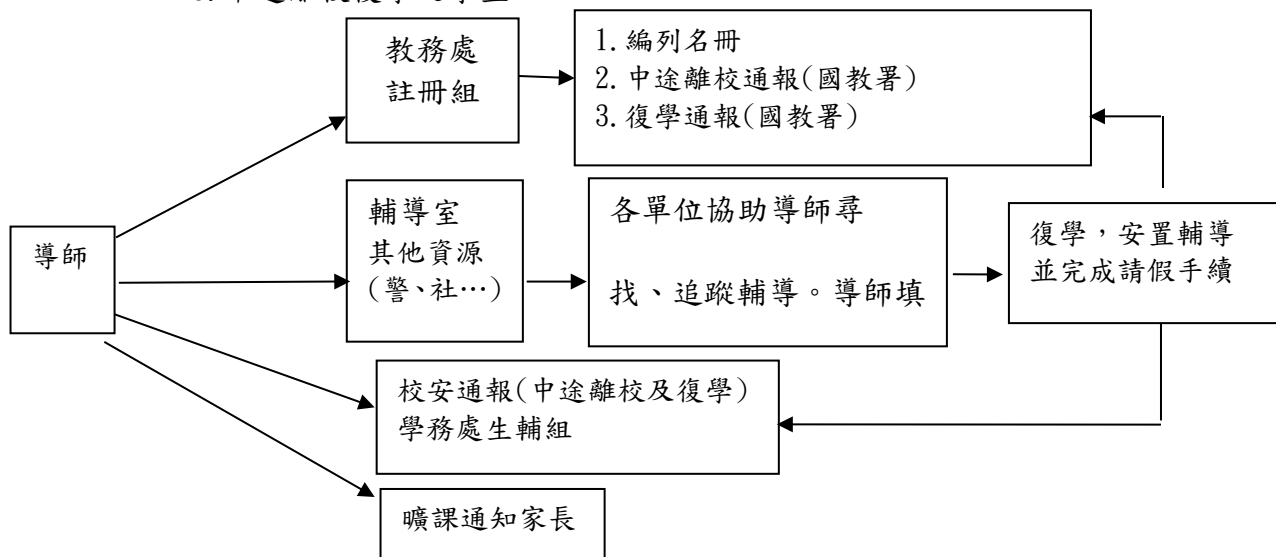 教務處
註冊組
1.編列名冊
2.中途離校通報(國教署)
3.復學通報(國教署)
導師
輔導室
其他資源
(警、社…)
各單位協助導師尋
找、追蹤輔導。導師填
復學，安置輔導
並完成請假手續
校安通報(中途離校及復學)
學務處生輔組
曠課通知家長